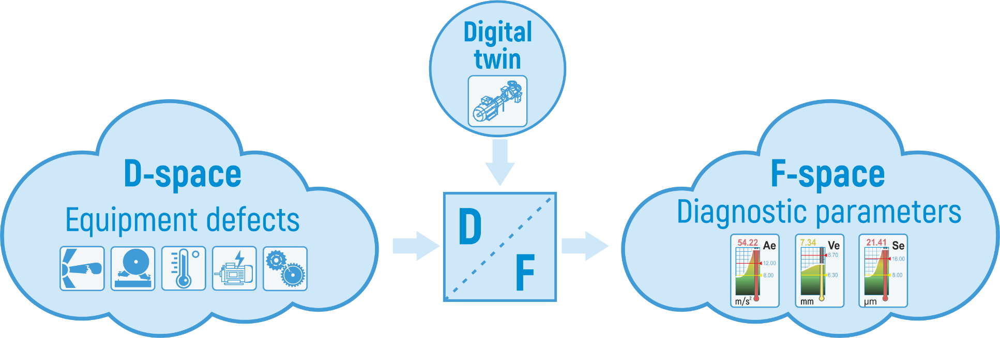 Digital
twin
D-space
Equipment defects
D
F
F-space
Diagnostic parameters
54.22 Ae
12.00
8.00
m/s²
7.34 Ve
8.70
6.30
mm
21.41 Se
16.00
8.00
µm